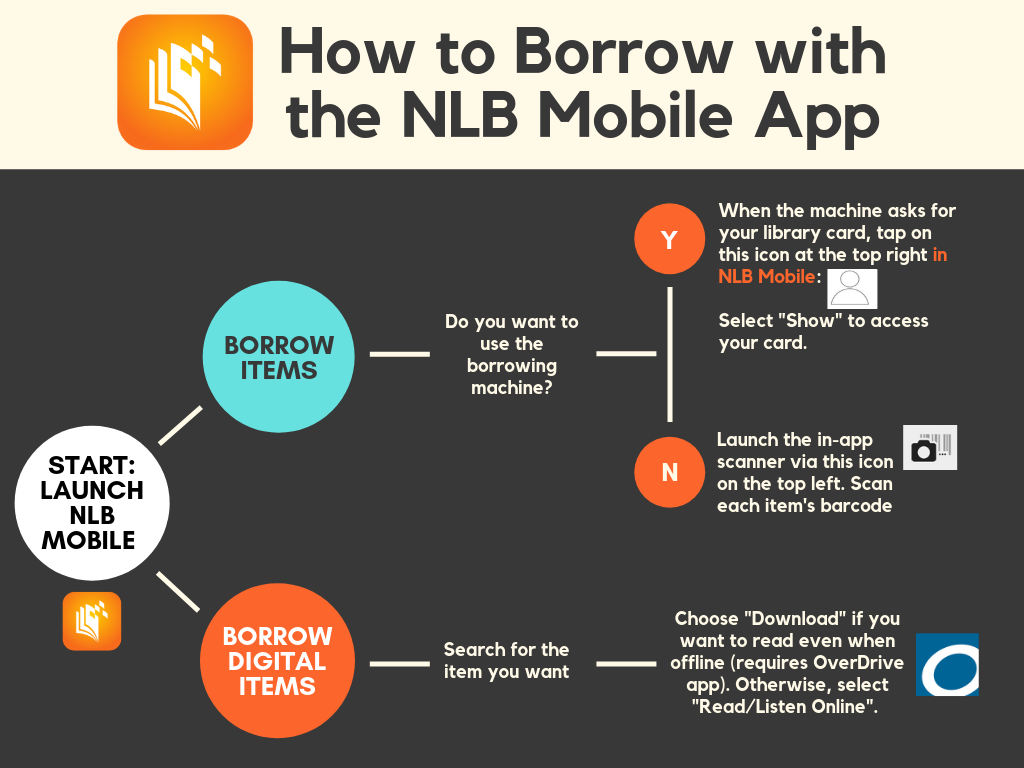 How to Borrow with
the NLB Mobile App
START:
LAUNCH
NLB
MOBILE
BORROW
ITEMS
Do you want to
use the
borrowing
machine?
Y
When the machine asks for
your library card, tap on
this icon at the top right in
NLB Mobile:
Select "Show" to access
your card.
N
Launch the in-app
scanner via this icon
on the top left. Scan
each item's barcode
BORROW
DIGITAL
ITEMS
Search for the
item you want
Choose "Download" if you
want to read even when
offline (requires OverDrive
app). Otherwise, select
"Read/Listen Online".